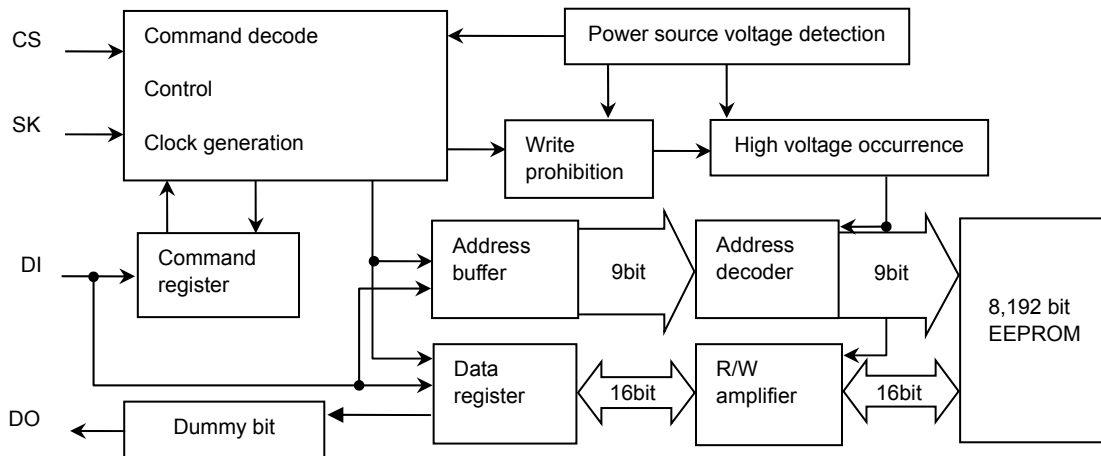 CS
Command decode
Power source voltage detection
Control
SK
Clock generation
Write
prohibition
High voltage occurrence
DI
Command
register
Address
buffer
9bit
Address
decoder
9bit
8,192 bit
EEPROM
Data
register
16bit
R/W
amplifier
16bit
DO
Dummy bit